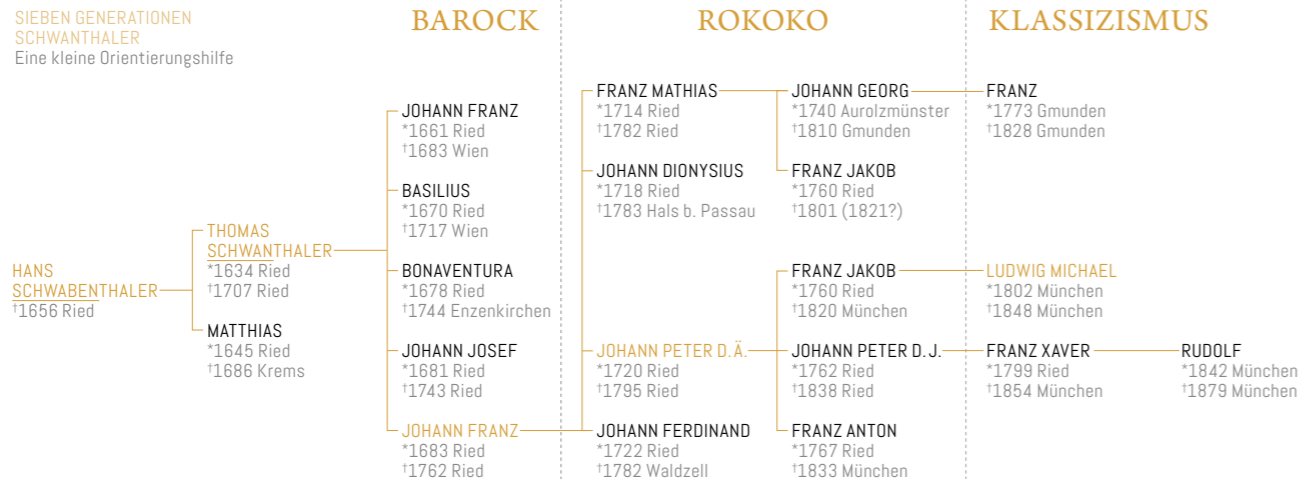 SIEBEN GENERATIONEN
SCHWANTHALER
Eine kleine Orientierungshilfe
BAROCK
ROKOKO
KLASSIZISMUS
HANS
SCHWABENTHALER
†1656 Ried
THOMAS
SCHWANTHALER
*1634 Ried
†1707 Ried
MATTHIAS
*1645 Ried
†1686 Krems
JOHANN FRANZ
*1661 Ried
†1683 Wien
BASILIUS
*1670 Ried
†1717 Wien
BONAVENTURA
*1678 Ried
†1744 Enzenkirchen
JOHANN JOSEF
*1681 Ried
†1743 Ried
JOHANN FRANZ
*1683 Ried
†1762 Ried
FRANZ MATHIAS
*1714 Ried
†1782 Ried
JOHANN DIONYSIUS
*1718 Ried
†1783 Hals b. Passau
JOHANN PETER D.Ä.
*1720 Ried
†1795 Ried
JOHANN FERDINAND
*1722 Ried
†1782 Waldzell
JOHANN GEORG
*1740 Aurolzmünster
†1810 Gmunden
FRANZ JAKOB
*1760 Ried
†1801 (1821?)
FRANZ JAKOB
*1760 Ried
†1820 München
JOHANN PETER D.J.
*1762 Ried
†1838 Ried
FRANZ ANTON
*1767 Ried
†1833 München
FRANZ
*1773 Gmunden
†1828 Gmunden
LUDWIG MICHAEL
*1802 München
†1848 München
FRANZ XAVER
*1799 Ried
†1854 München
RUDOLF
*1842 München
†1879 München